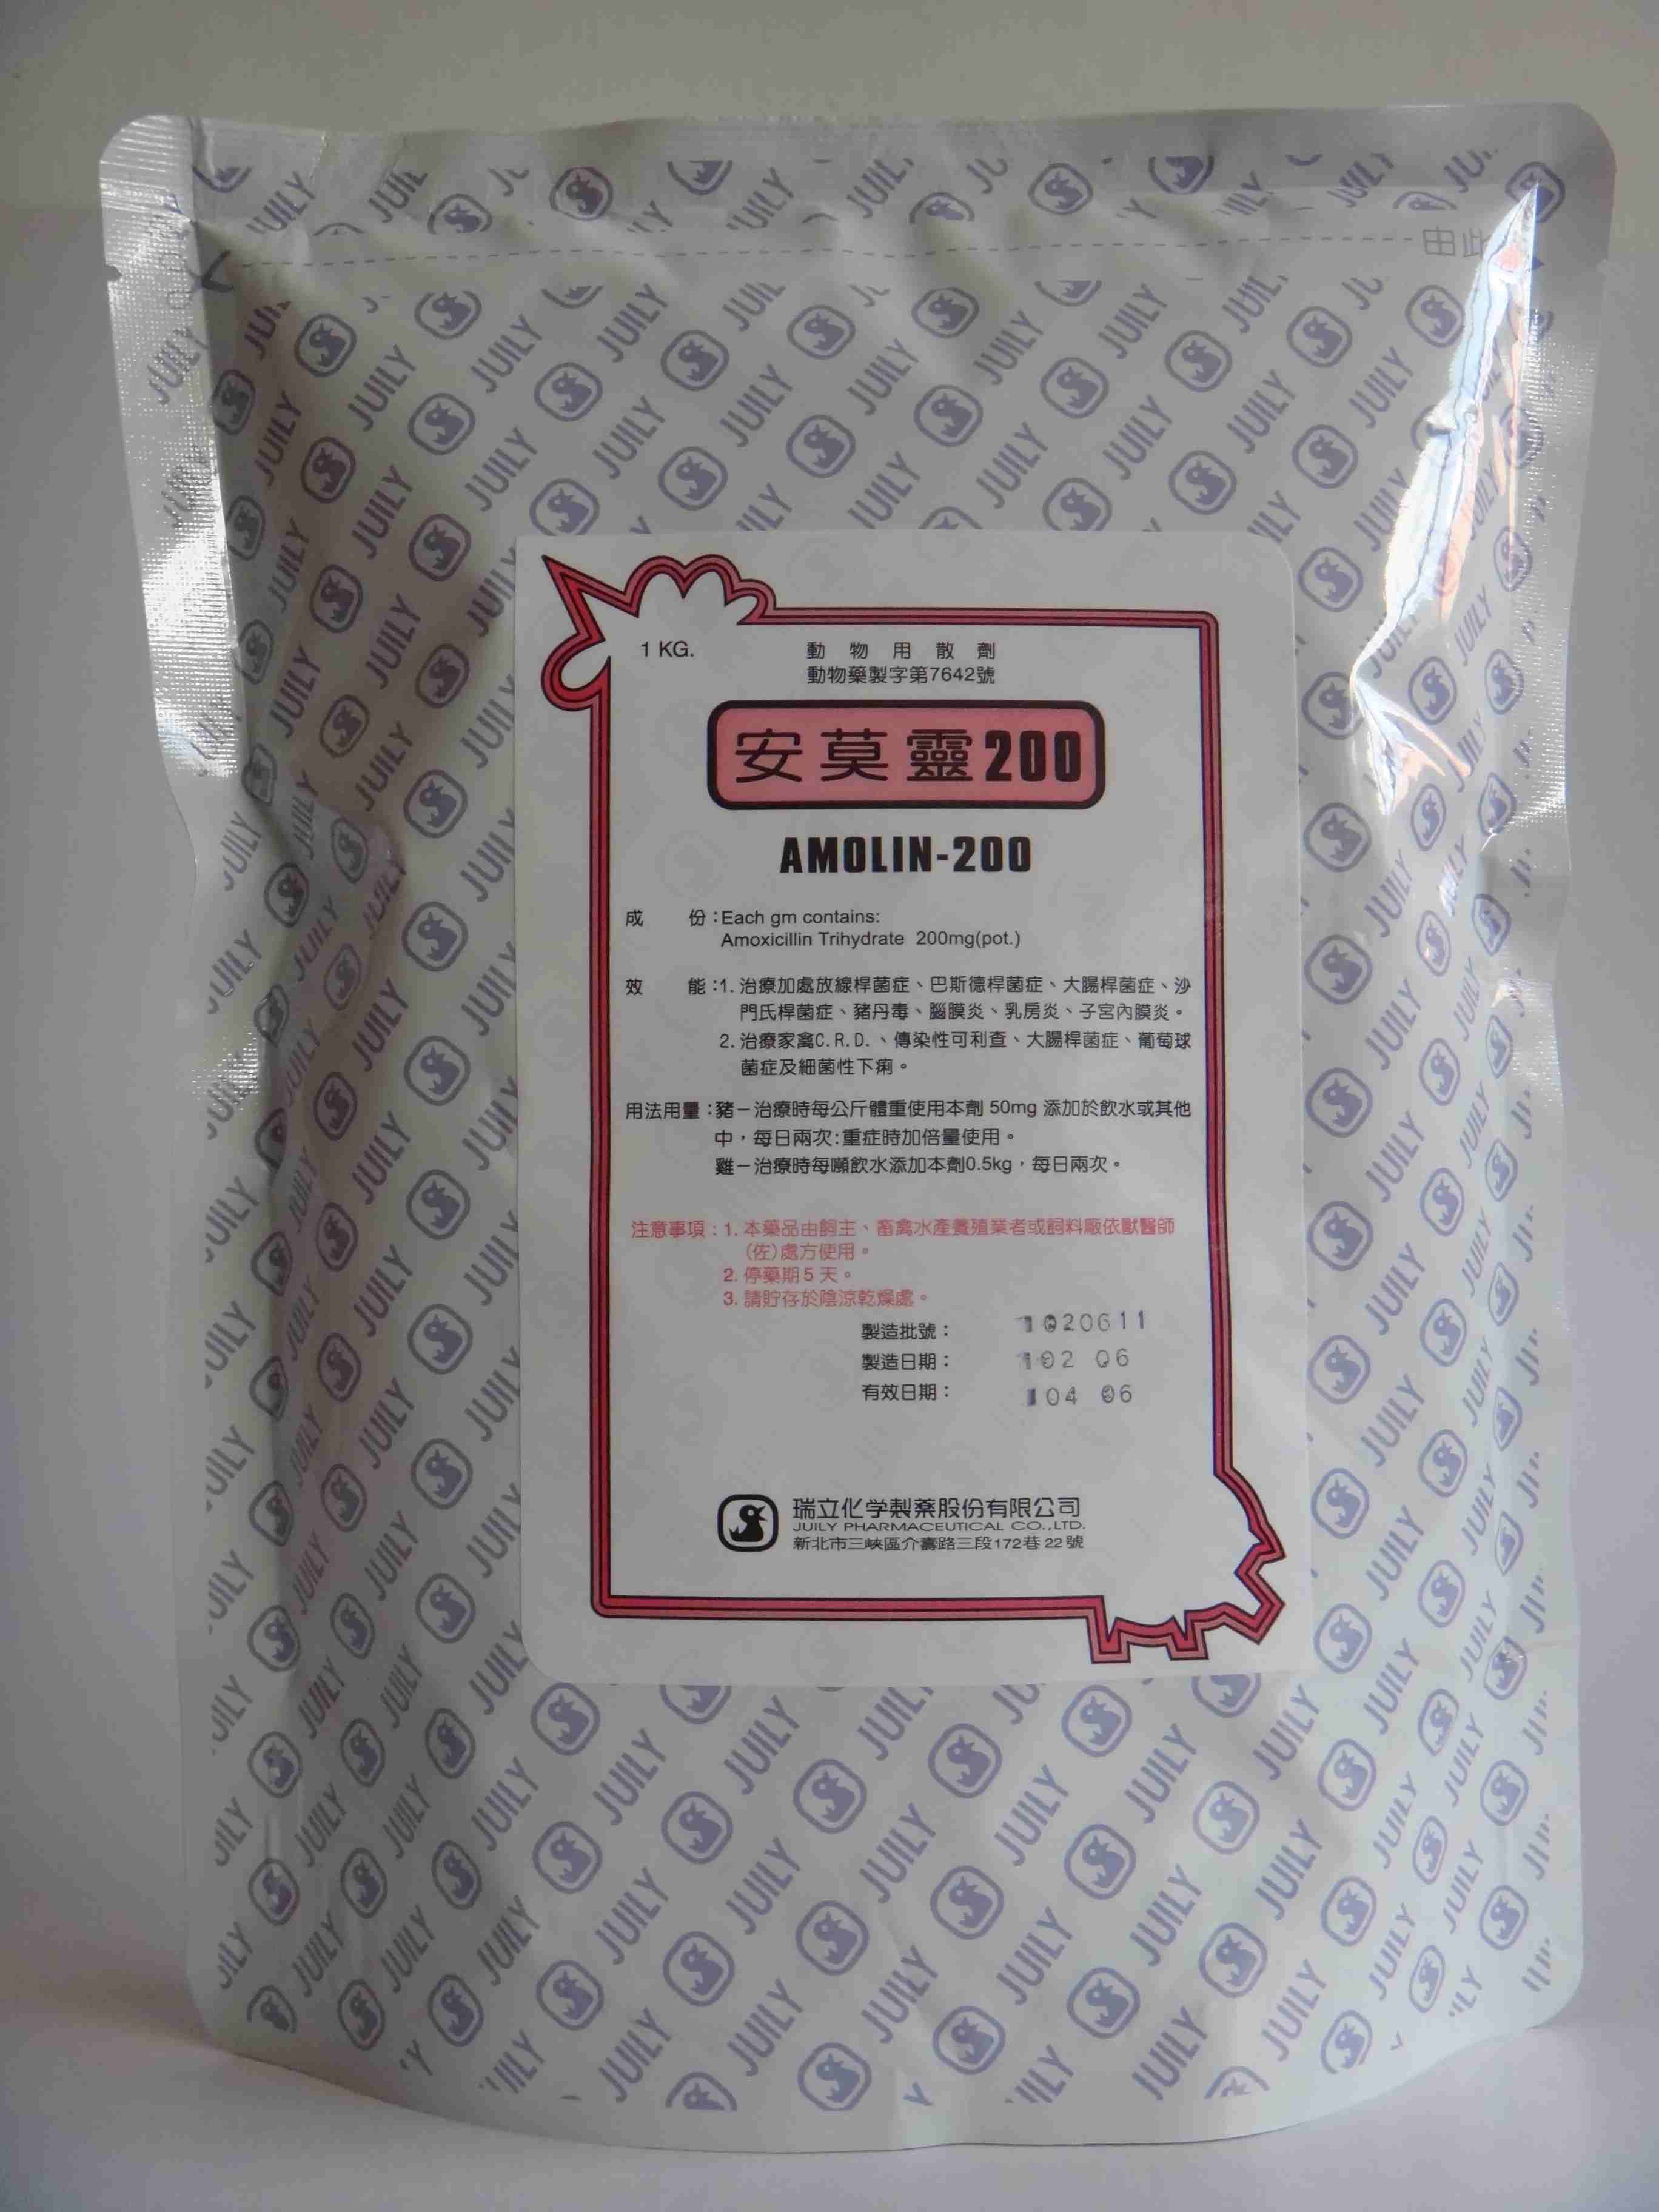 由此
1 KG.
動物用散劑
動物藥製字第7642號
安莫靈200
AMOLIN-200
成 份：Each gm contains:
Amoxicillin Trihydrate 200mg(pot.)
效 能：1. 治療加處放線桿菌症、巴斯德桿菌症、大腸桿菌症、沙
門氏桿菌症、豬丹毒、腦膜炎、乳房炎、子宮內膜炎。
2. 治療家禽C.R.D.、傳染性可利查、大腸桿菌症、葡萄球
菌症及細菌性下痢。
用法用量：豬－治療時每公斤體重使用本劑 50mg 添加於飲水或其他
中，每日兩次:重症時加倍量使用。
雞－治療時每噸飲水添加本劑0.5kg，每日兩次。
注意事項：1. 本藥品由飼主、畜禽水產養殖業者或飼料廠依獸醫師
(佐)處方使用。
2. 停藥期 5 天。
3. 請貯存於陰涼乾燥處。
製造批號： 1020611
製造日期： 102 06
有效日期： 104 06
瑞立化学製薬股份有限公司
JUILY PHARMACEUTICAL CO.,LTD.
新北市三峽區介壽路三段172巷22號
JUILY